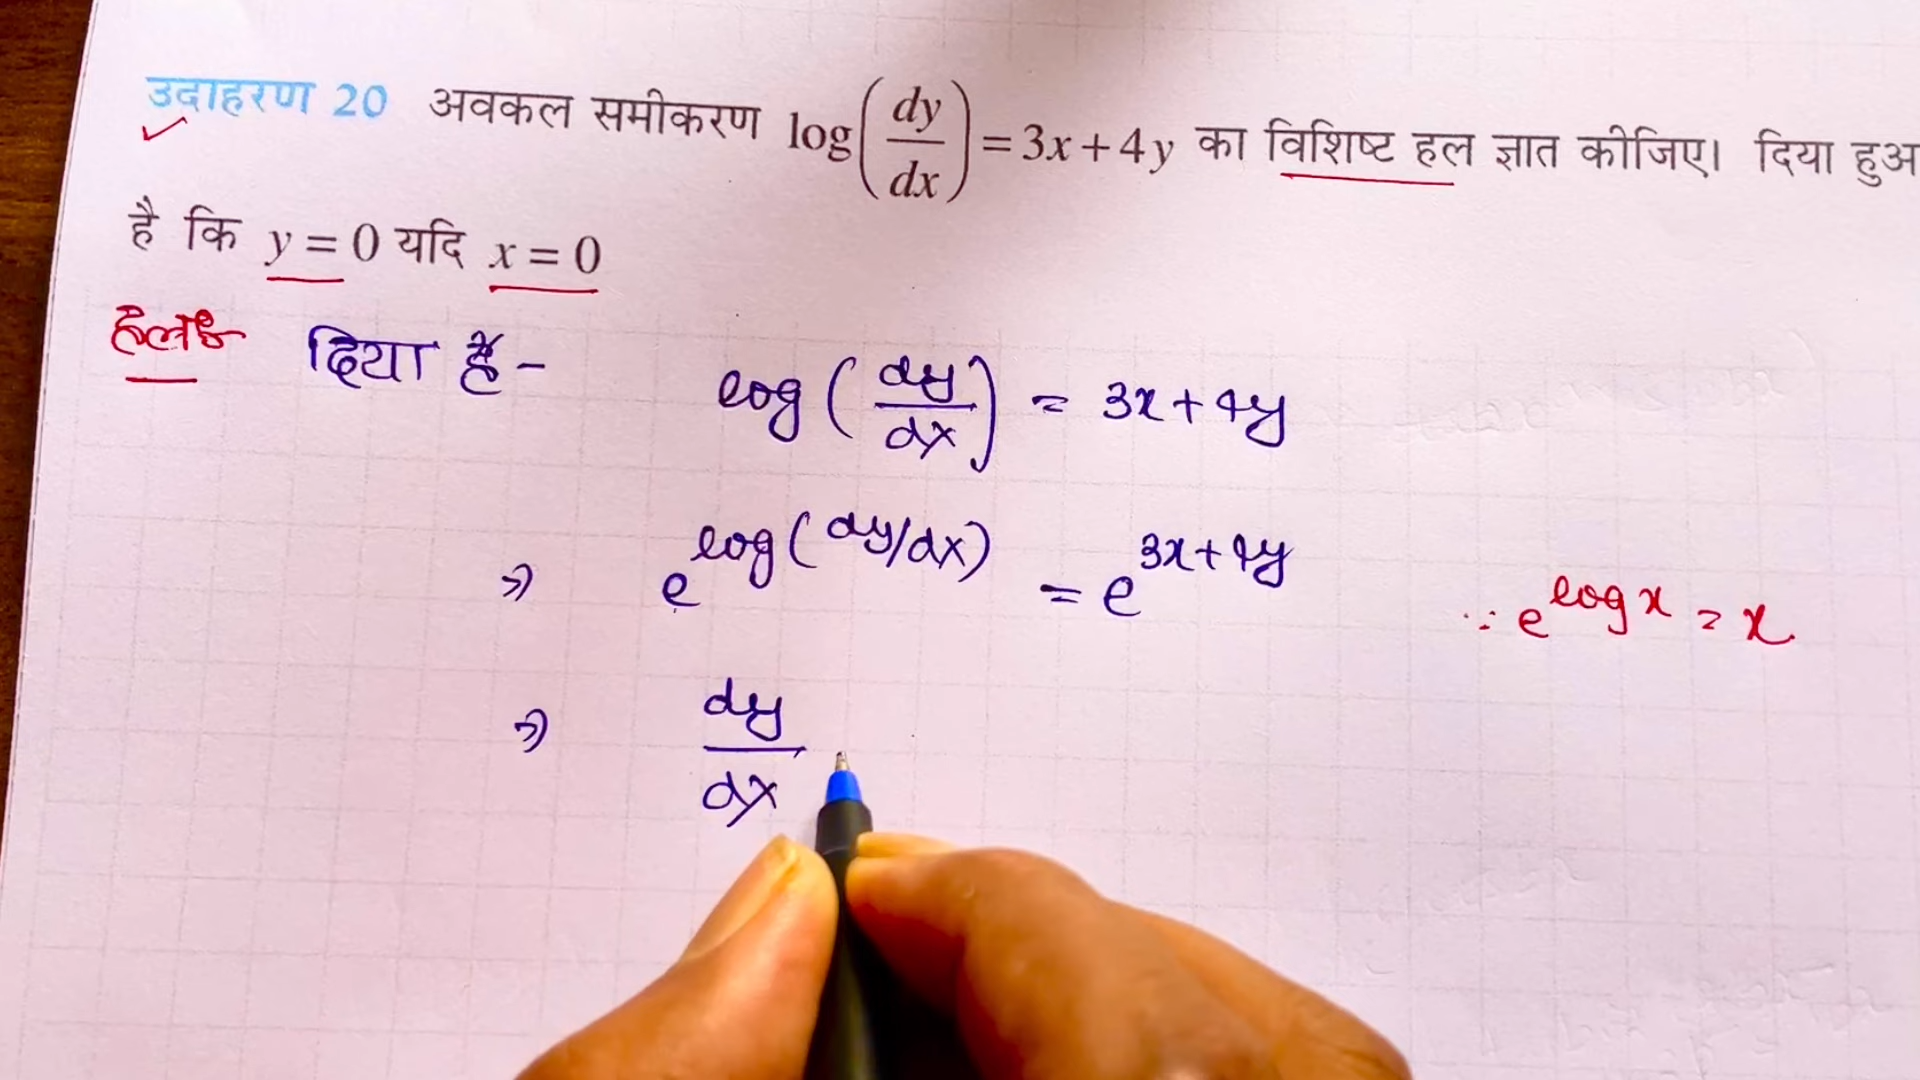 उदाहरण 20 अवकल समीकरण log(dy/dx) = 3x + 4y का विशिष्ट हल ज्ञात कीजिए। दिया हुअ
है कि y = 0 यदि x = 0
हलः दिया है - log(dy/dx) = 3x + 4y
⇒ e^log(dy/dx) = e^3x+4y ∵ e^log x = x
⇒ dy/dx